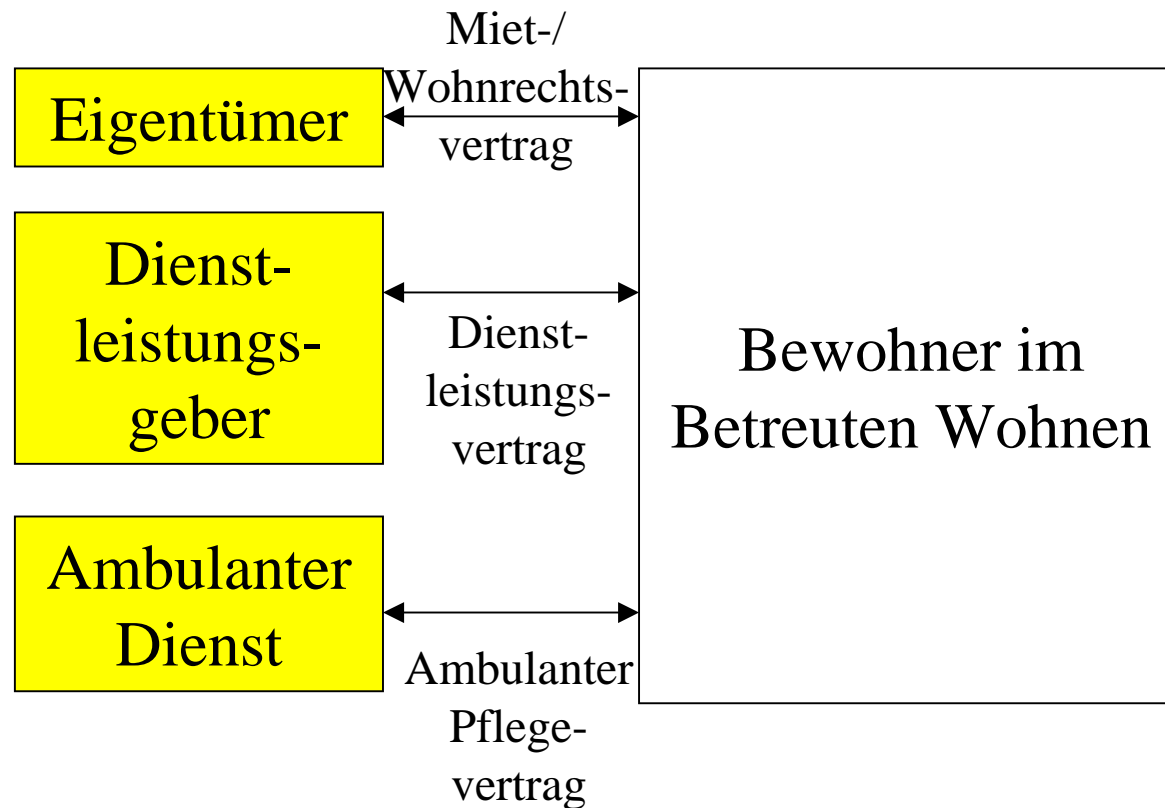 Eigentümer
Miet-/
Wohnrechts-
vertrag
Dienst-
leistungs-
geber
Dienst-
leistungs-
vertrag
Ambulanter
Dienst
Ambulanter
Pflege-
vertrag
Bewohner im
Betreuten Wohnen